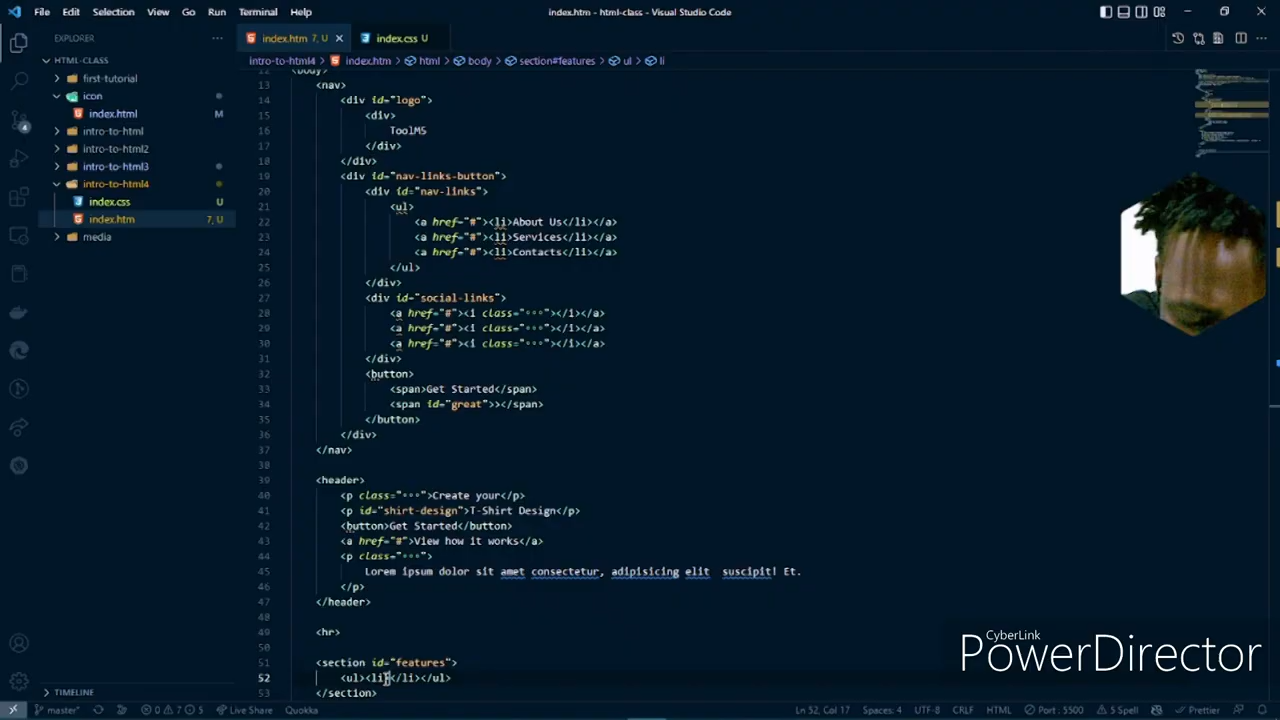 File Edit Selection View Go Run Terminal Help
index.htm - html-class - Visual Studio Code
EXPLORER
index.htm 7, U
index.css U
HTML-CLASS
intro-to-html4 > index.htm > html > body > section#features > ul > li
first-tutorial
icon
index.html M
intro-to-html
intro-to-html2
intro-to-html3
intro-to-html4
index.css U
index.htm 7, U
media
12 <body>
13 <nav>
14 <div id="logo">
15 <div>
16 ToolMS
17 </div>
18 </div>
19 <div id="nav-links-button">
20 <div id="nav-links">
21 <ul>
22 <a href="#"><li>About Us</li></a>
23 <a href="#"><li>Services</li></a>
24 <a href="#"><li>Contacts</li></a>
25 </ul>
26 </div>
27 <div id="social-links">
28 <a href="#"><i class="•••"></i></a>
29 <a href="#"><i class="•••"></i></a>
30 <a href="#"><i class="•••"></i></a>
31 </div>
32 <button>
33 <span>Get Started</span>
34 <span id="great">></span>
35 </button>
36 </div>
37 </nav>
38
39 <header>
40 <p class="•••">Create your</p>
41 <p id="shirt-design">T-Shirt Design</p>
42 <button>Get Started</button>
43 <a href="#">View how it works</a>
44 <p class="•••">
45 Lorem ipsum dolor sit amet consectetur, adipisicing elit suscipit! Et.
46 </p>
47 </header>
48
49 <hr>
50
51 <section id="features">
52 <ul><li></li></ul>
53 </section>
CyberLink
PowerDirector
4
TIMELINE
master* 0 7 5 Live Share Quokka
Ln 52, Col 17 Spaces: 4 UTF-8 CRLF HTML Port : 5500 5 Spell Prettier